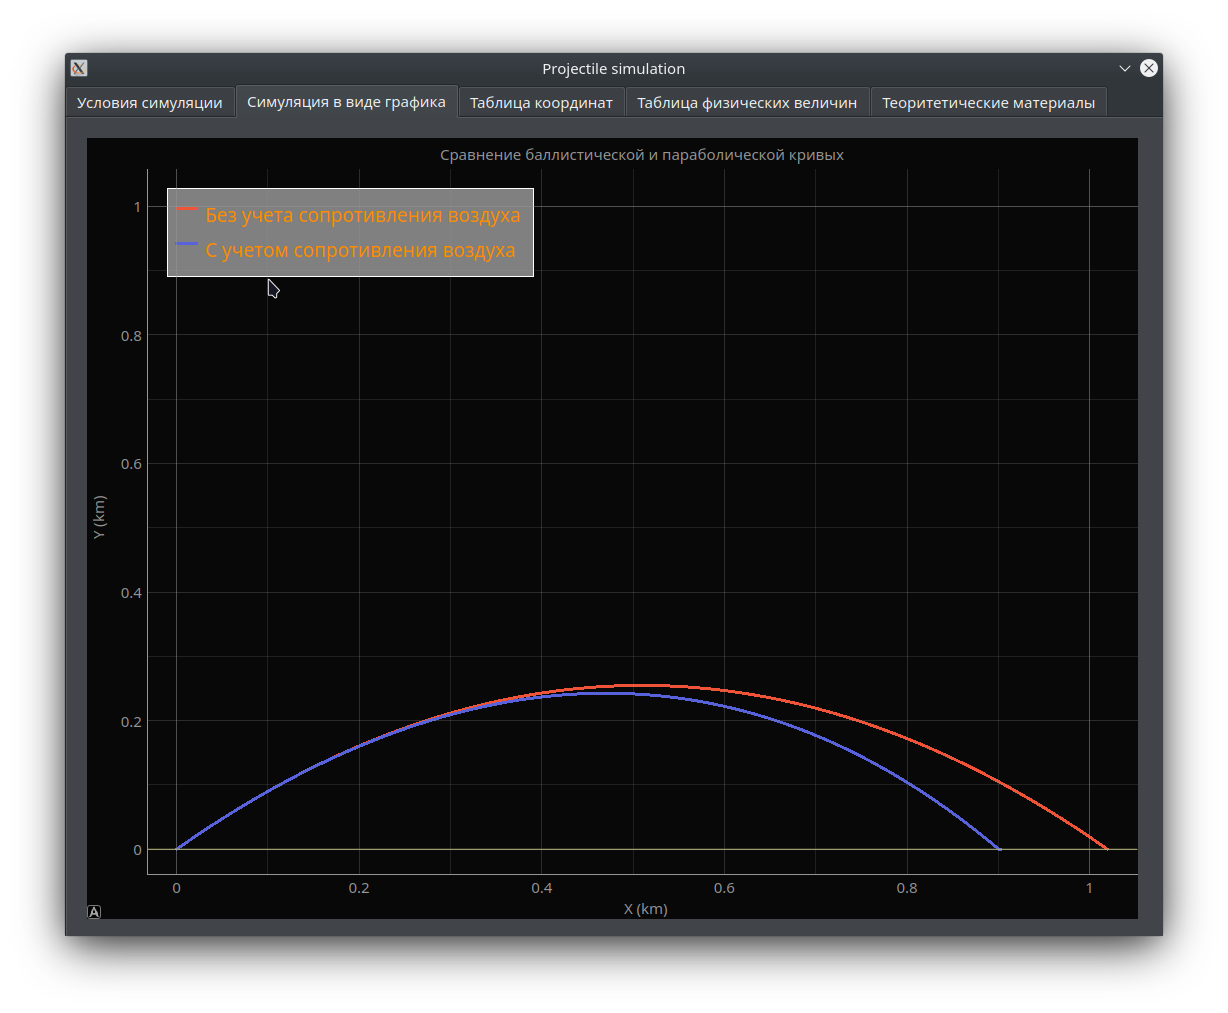 Projectile simulation
Условия симуляции
Симуляция в виде графика
Таблица координат
Таблица физических величин
Теоритетические материалы
Сравнение баллистической и параболической кривых
Без учета сопротивления воздуха
С учетом сопротивления воздуха
1
0.8
0.6
0.4
0.2
0
Y (km)
0
0.2
0.4
0.6
0.8
1
X (km)
A